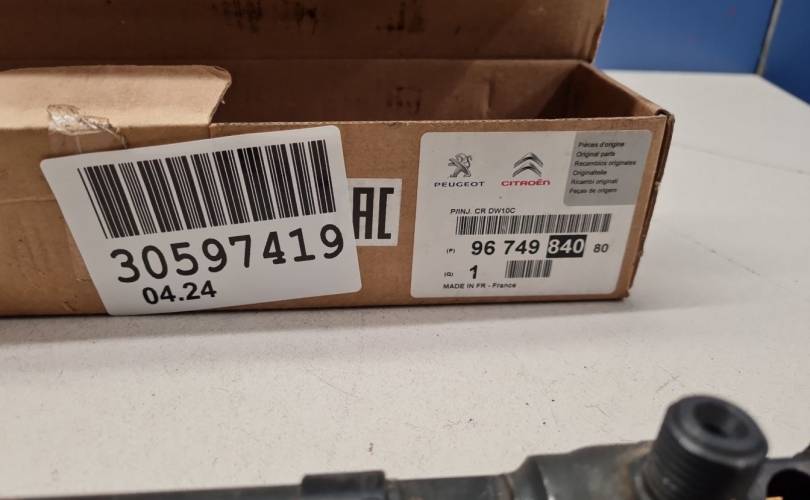 30597419
04.24
AC
PEUGEOT
CITROËN
Pièces d'origine
Original parts
Recambios originales
Originalteile
Ricambi originali
Peças de origem
P/INJ. CR DW10C
(P) 96 749 840 80
(Q) 1
MADE IN FR - France